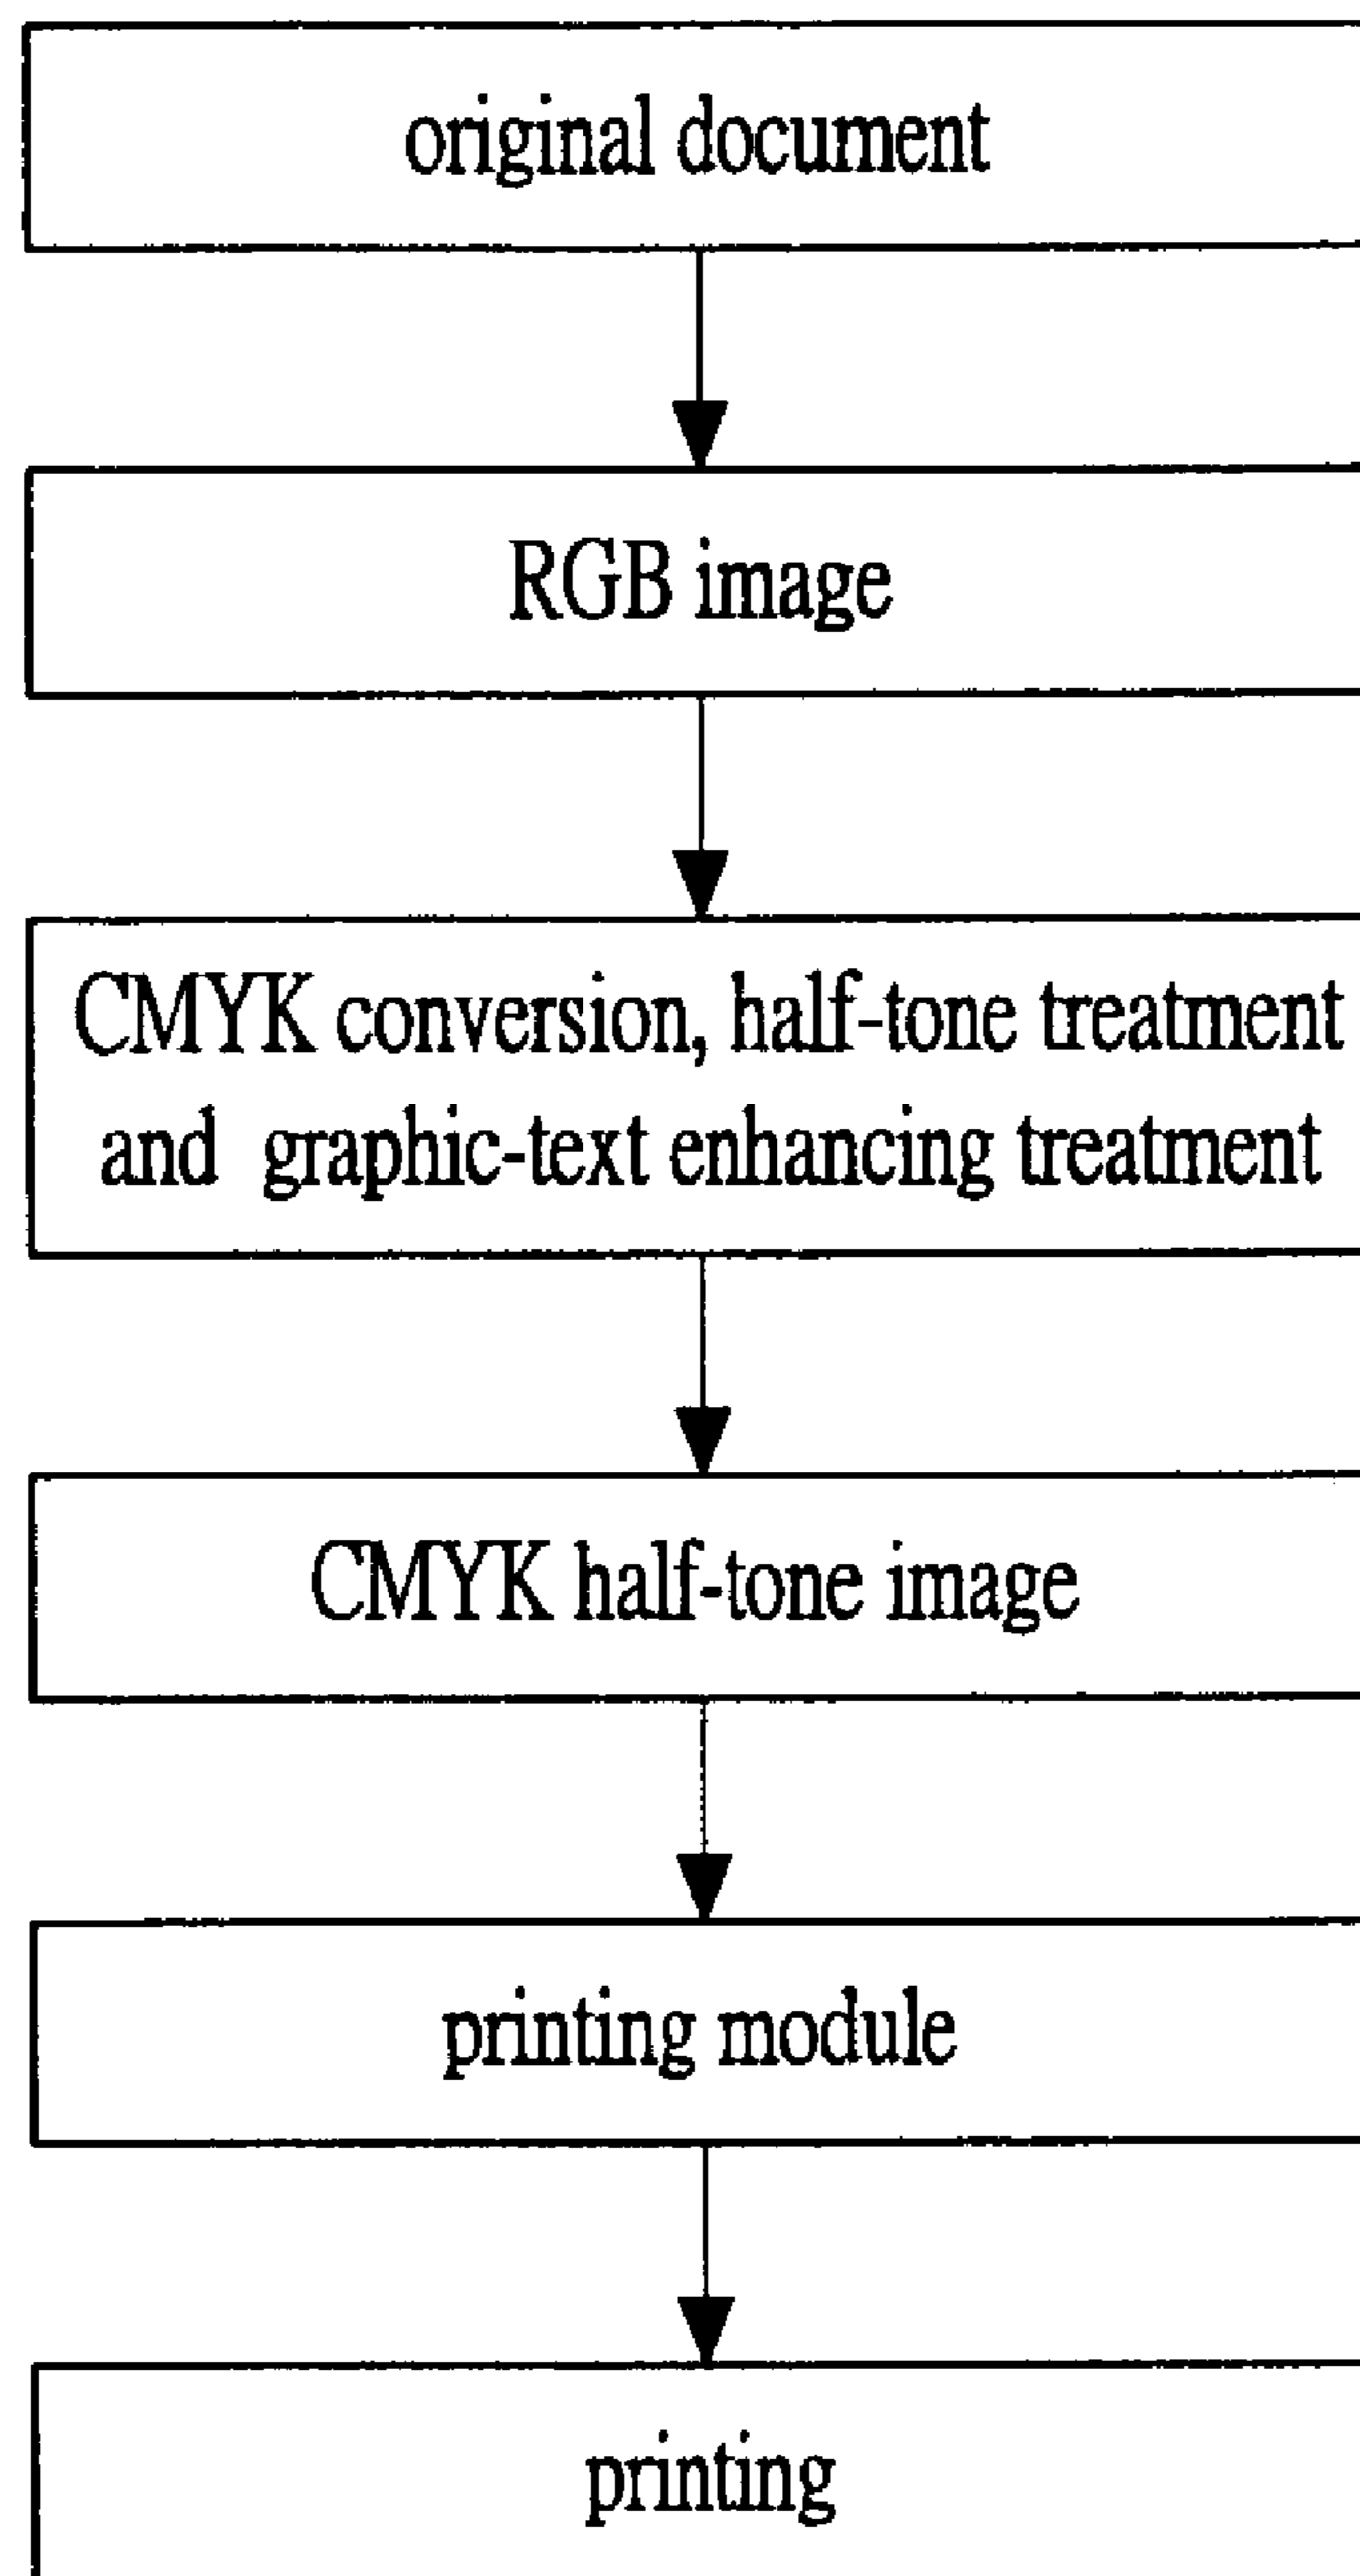 original document
RGB image
CMYK conversion, half-tone treatment
and graphic-text enhancing treatment
CMYK half-tone image
printing module
printing